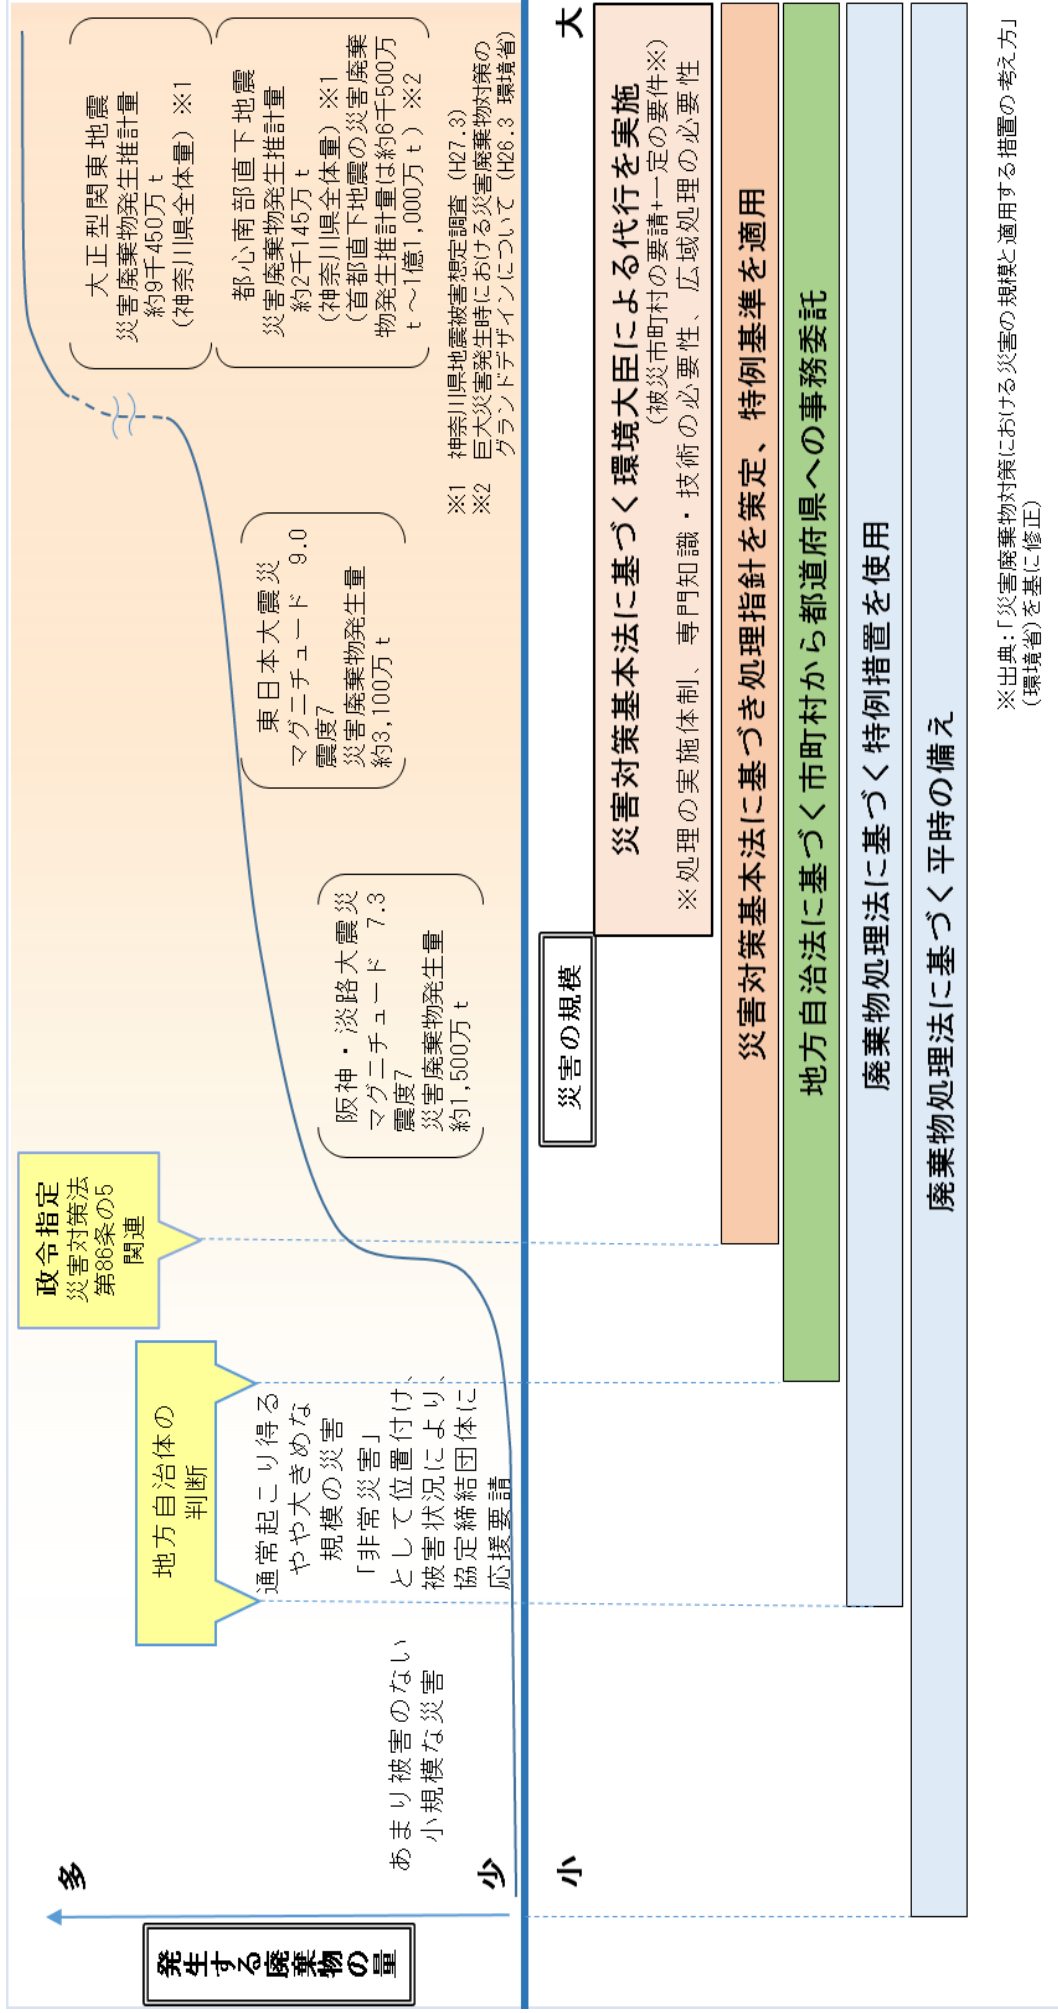 発生する廃棄物の量
多
少
あまり被害のない
小規模な災害
地方自治体の
判断
通常起こり得る
やや大きめな
規模の災害
「非常災害」
として位置付け、
被害状況により、
協定締結団体に
応援要請
政令指定
災害対策法
第86条の5
関連
阪神・淡路大震災
マグニチュード 7.3
震度7
災害廃棄物発生量
約1,500万t
東日本大震災
マグニチュード 9.0
震度7
災害廃棄物発生量
約3,100万t
大正型関東地震
災害廃棄物発生推計量
約9千450万t
(神奈川県全体量) ※1
都心南部直下地震
災害廃棄物発生推計量
約2千145万t
(神奈川県全体量) ※1
(首都直下地震の災害廃棄
物発生推計量は約6千500万
t~1億1,000万t) ※2
※1 神奈川県地震被害想定調査 (H27.3)
※2 巨大災害発生時における災害廃棄物対策の
グランドデザインについて (H26.3 環境省)
小
災害の規模
大
災害対策基本法に基づく環境大臣による代行を実施
(被災市町村の要請+一定の要件※)
※処理の実施体制、専門知識・技術の必要性、広域処理の必要性
災害対策基本法に基づき処理指針を策定、特例基準を適用
地方自治法に基づく市町村から都道府県への事務委託
廃棄物処理法に基づく特例措置を使用
廃棄物処理法に基づく平時の備え
※出典:「災害廃棄物対策における災害の規模と適用する措置の考え方」
(環境省)を基に修正)